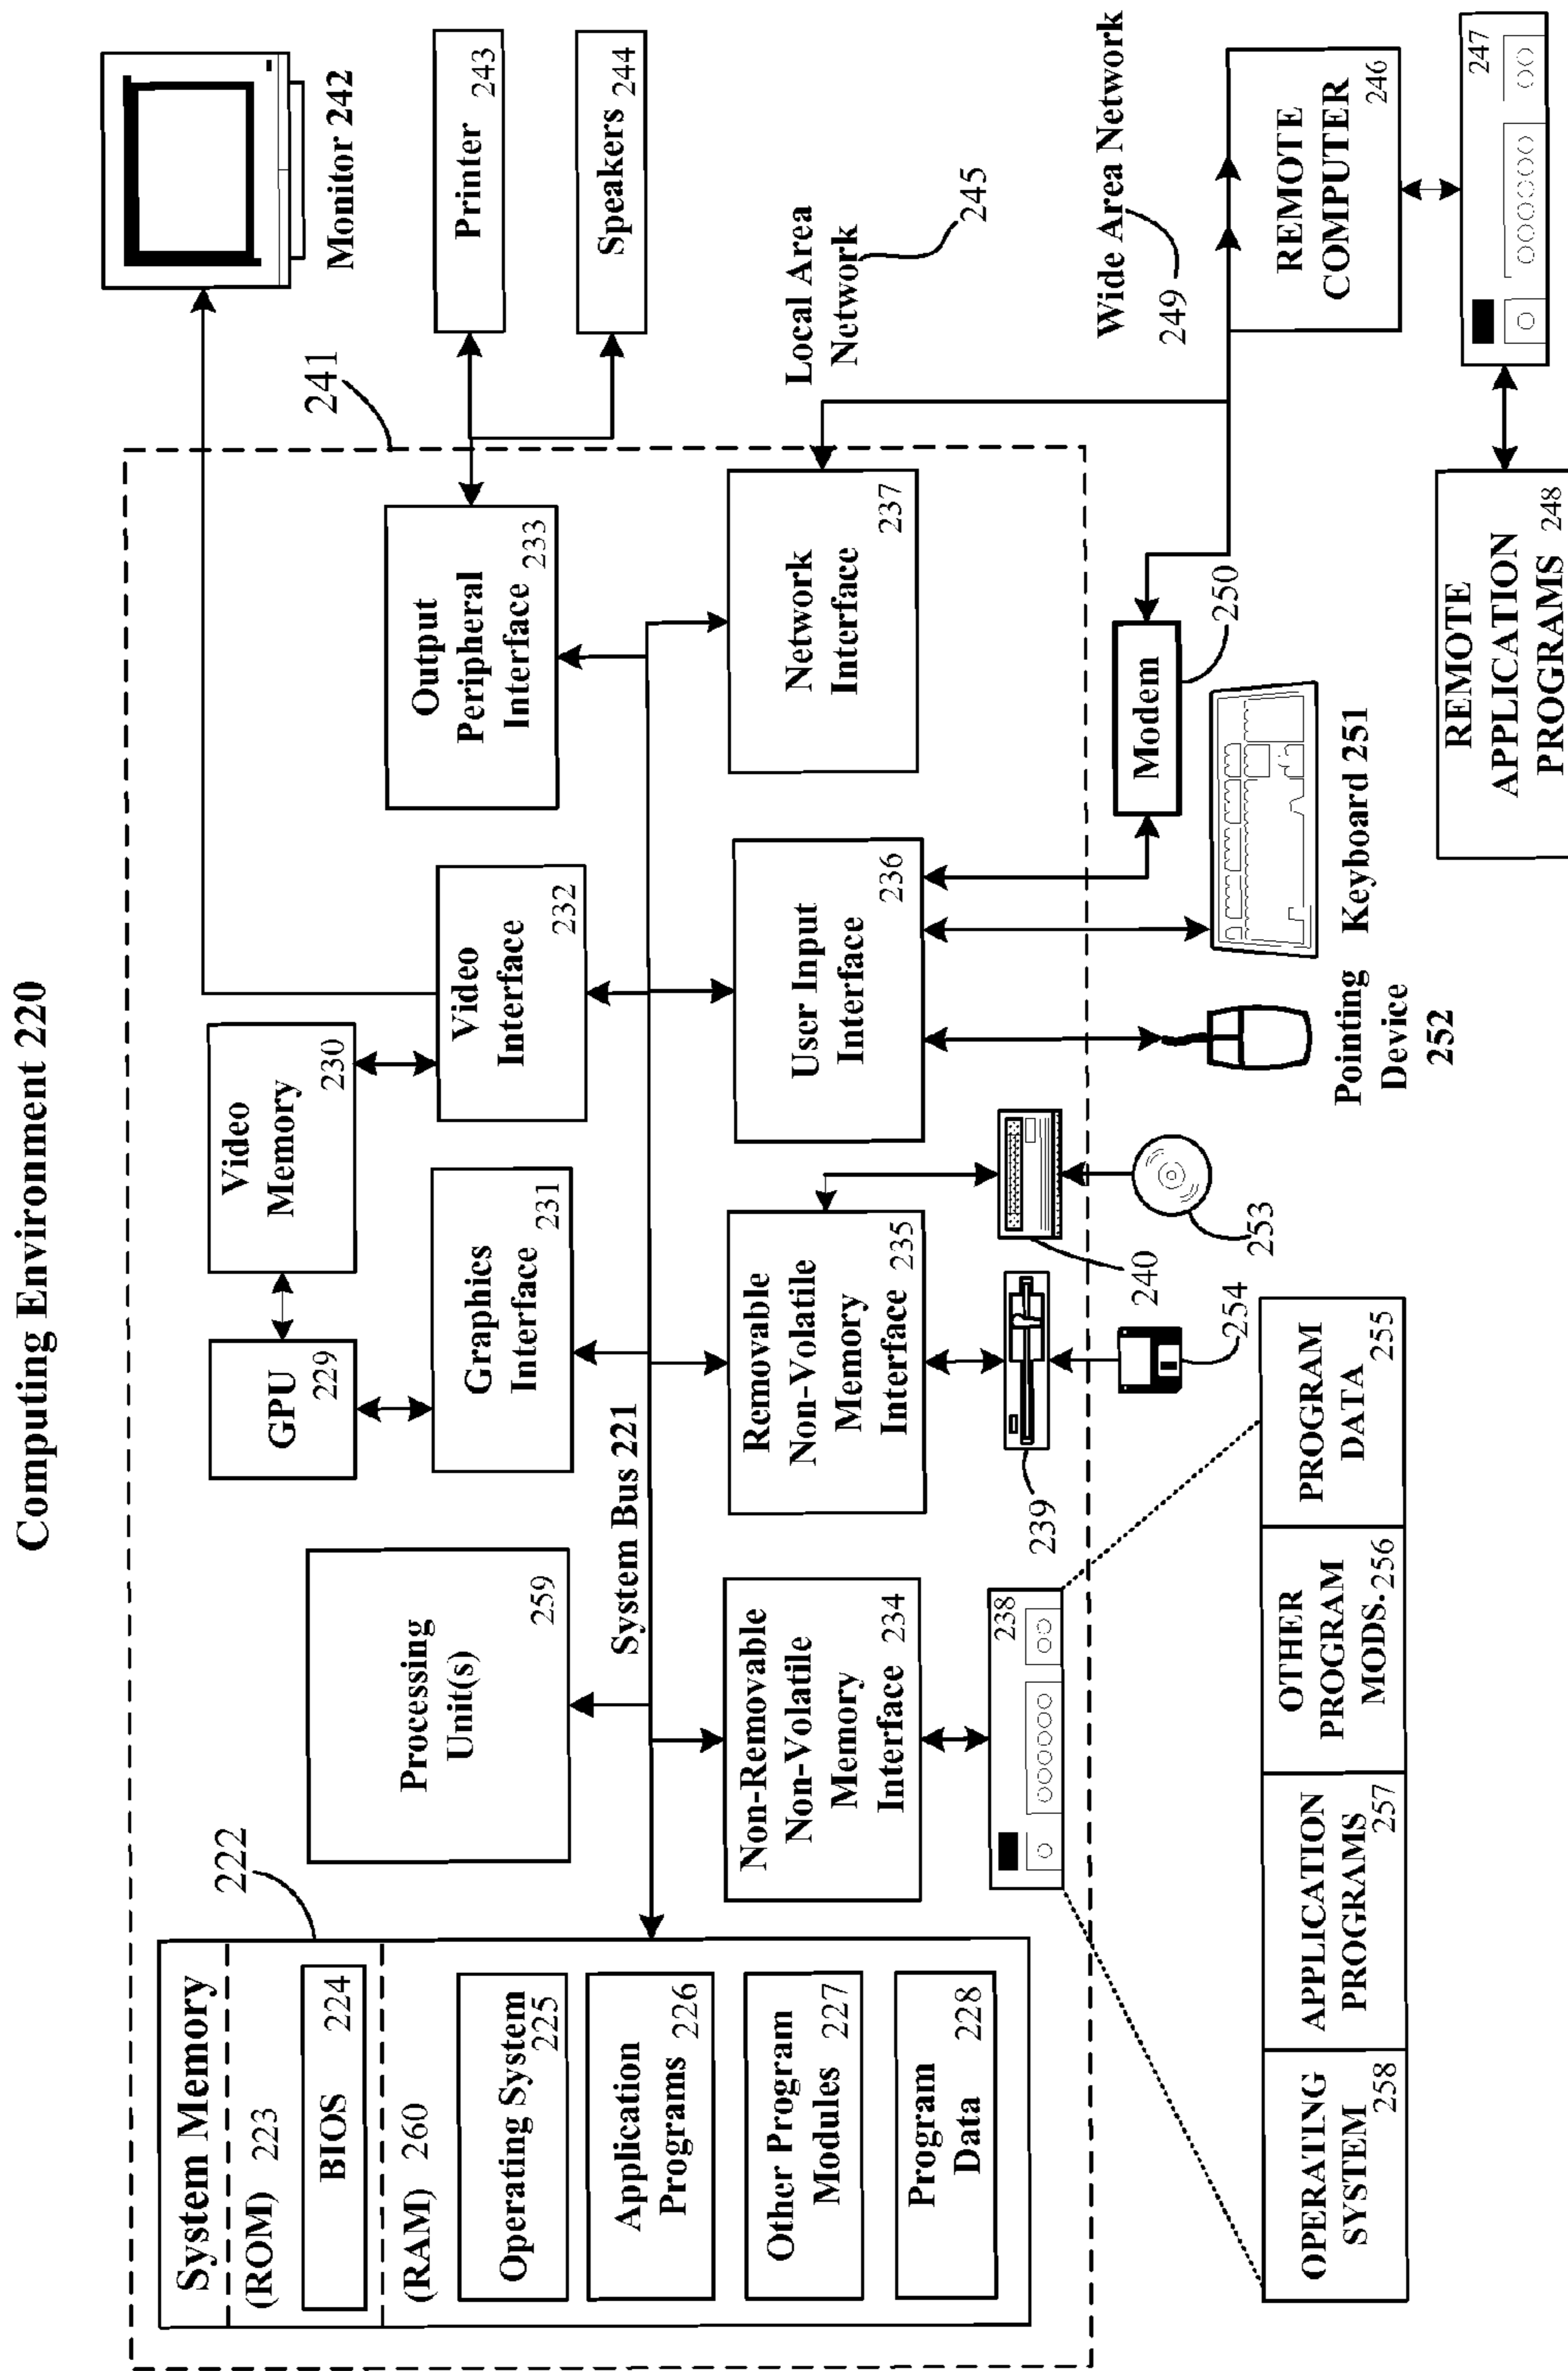 Computing Environment 220
System Memory
(ROM) 223
BIOS 224
(RAM) 260
Operating System
225
Application
Programs 226
Other Program
Modules 227
Program
Data 228
222
Processing
Unit(s)
259
System Bus 221
GPU
229
Video
Memory
230
Graphics
Interface
231
Video
Interface
232
Output
Peripheral
Interface 233
241
Monitor 242
Printer
243
Speakers
244
Non-Removable
Non-Volatile
Memory
Interface 234
Removable
Non-Volatile
Memory
Interface 235
User Input
Interface
236
Network
Interface
237
Local Area
Network
245
238
239
240
254
253
Pointing
Device
252
Keyboard 251
Modem
250
Wide Area Network
249
REMOTE
COMPUTER
246
247
REMOTE
APPLICATION
PROGRAMS 248
OPERATING
SYSTEM
258
APPLICATION
PROGRAMS
257
OTHER
PROGRAM
MODS. 256
PROGRAM
DATA
255